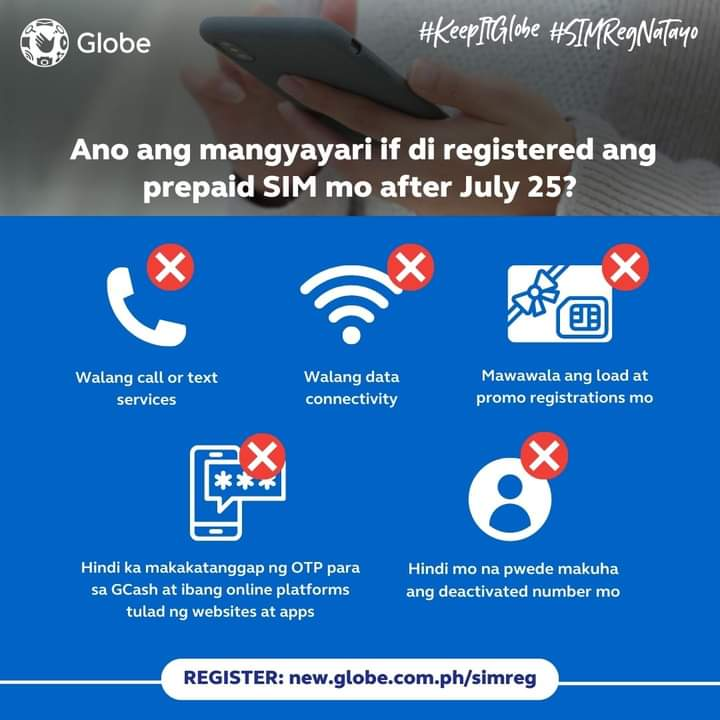 Globe
#KeepItGlobe #SIMRegNaTayo
Ano ang mangyayari if di registered ang
prepaid SIM mo after July 25?
Walang call or text
services
Walang data
connectivity
Mawawala ang load at
promo registrations mo
***
Hindi ka makakatanggap ng OTP para
sa GCash at ibang online platforms
tulad ng websites at apps
Hindi mo na pwede makuha
ang deactivated number mo
REGISTER: new.globe.com.ph/simreg